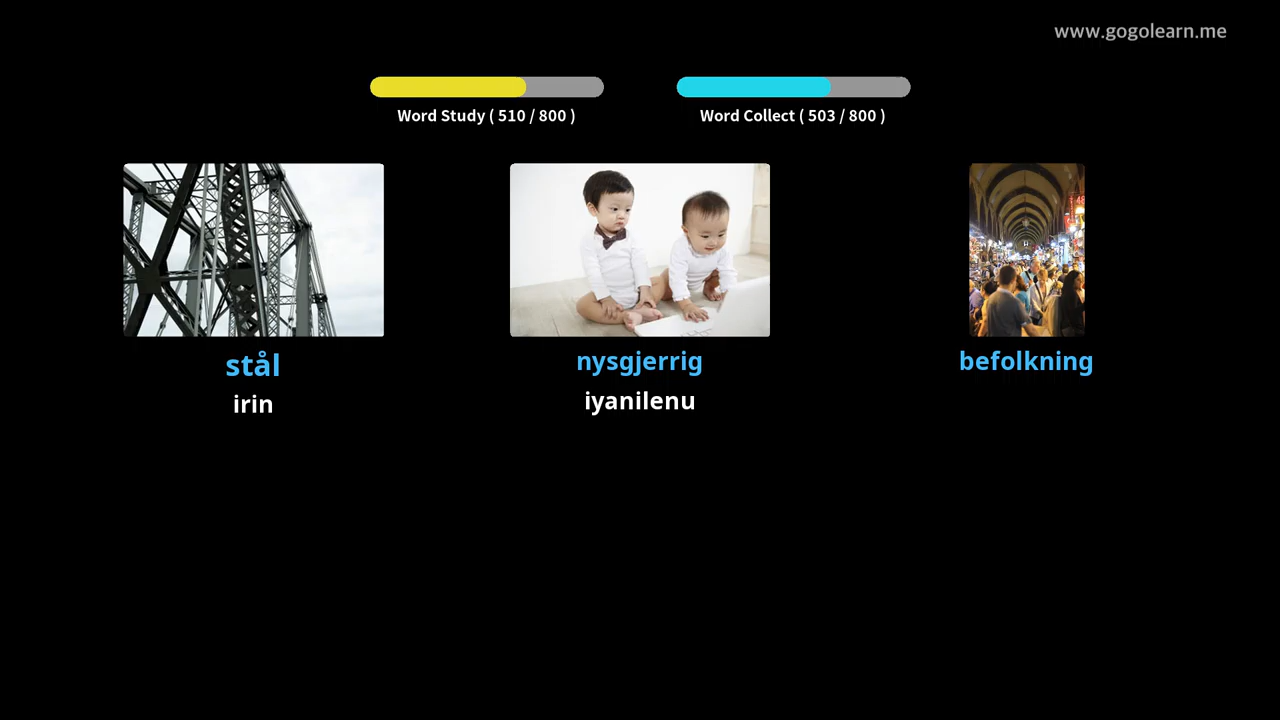 www.gogolearn.me
Word Study ( 510 / 800 )
Word Collect ( 503 / 800 )
stål
nysgjerrig
befolkning
irin
iyanilenu